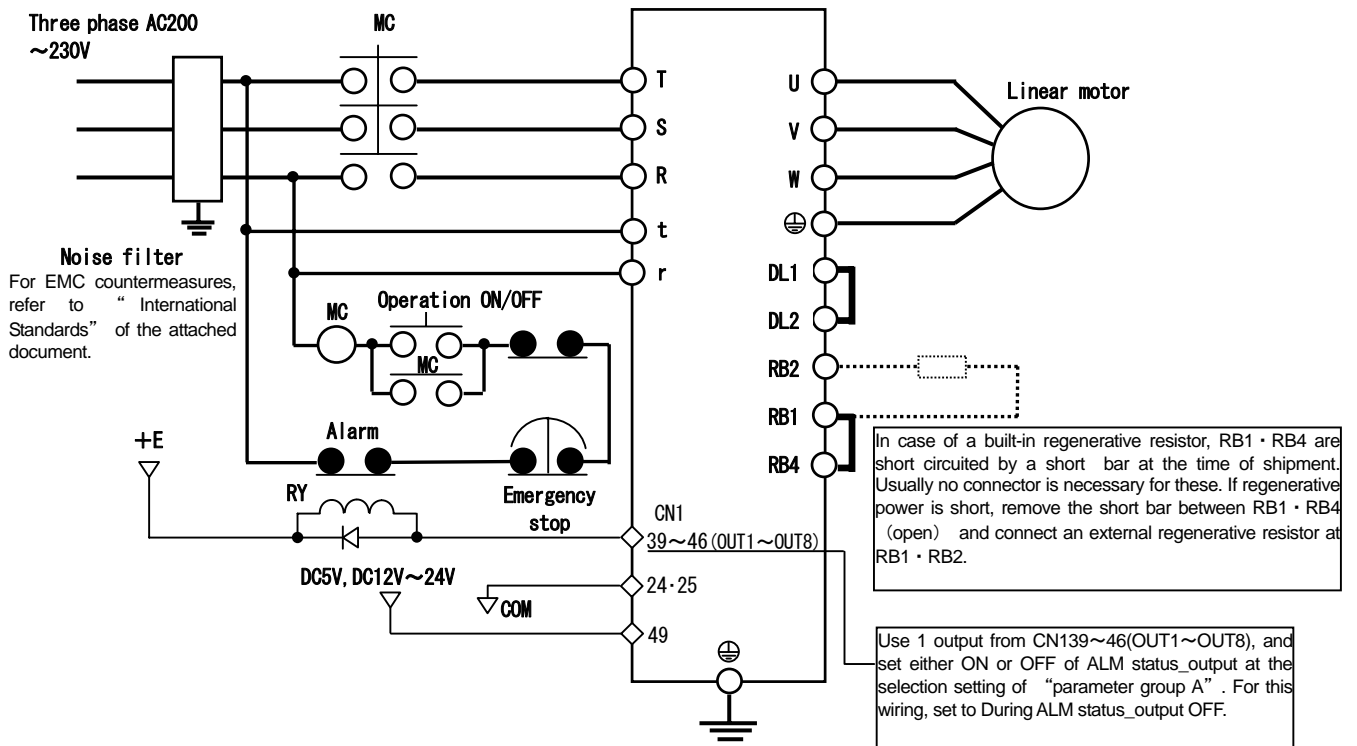 Three phase AC200
～230V
MC
T
S
R
t
r
U
V
W
DL1
DL2
RB2
RB1
RB4
Linear motor
Noise filter
For EMC countermeasures,
refer to “ International
Standards” of the attached
document.
MC
Operation ON/OFF
MC
Alarm
Emergency
stop
+E
RY
DC5V, DC12V～24V
COM
CN1
39～46(OUT1～OUT8)
24・25
49
In case of a built-in regenerative resistor, RB1・RB4 are
short circuited by a short bar at the time of shipment.
Usually no connector is necessary for these. If regenerative
power is short, remove the short bar between RB1・RB4
（open） and connect an external regenerative resistor at
RB1・RB2.
Use 1 output from CN139～46(OUT1～OUT8), and
set either ON or OFF of ALM status_output at the
selection setting of “parameter group A” . For this
wiring, set to During ALM status_output OFF.